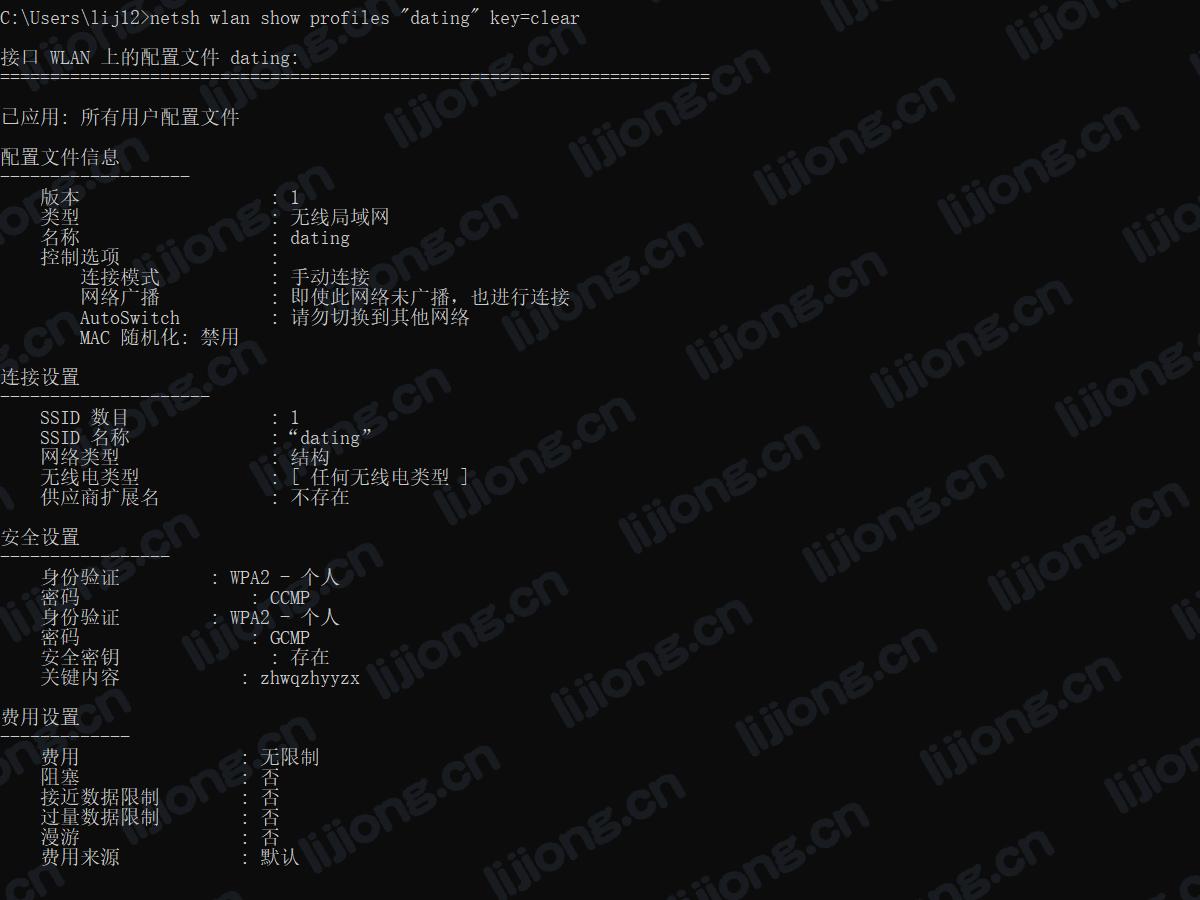 C:\Users\lijl2>netsh wlan show profiles "dating" key=clear
接口 WLAN 上的配置文件 dating:
=======================================================================
已应用: 所有用户配置文件
配置文件信息
-------------------
版本 : 1
类型 : 无线局域网
名称 : dating
控制选项 :
连接模式 : 手动连接
网络广播 : 即使此网络未广播，也进行连接
AutoSwitch : 请勿切换到其他网络
MAC 随机化: 禁用
连接设置
---------------------
SSID 数目 : 1
SSID 名称 :“dating”
网络类型 : 结构
无线电类型 : [ 任何无线电类型 ]
供应商扩展名 : 不存在
安全设置
-----------------
身份验证 : WPA2 - 个人
密码 : CCMP
身份验证 : WPA2 - 个人
密码 : GCMP
安全密钥 : 存在
关键内容 : zhwqzhyyzx
费用设置
-------------
费用 : 无限制
阻塞 : 否
接近数据限制 : 否
过量数据限制 : 否
漫游 : 否
费用来源 : 默认
lijiong.cn